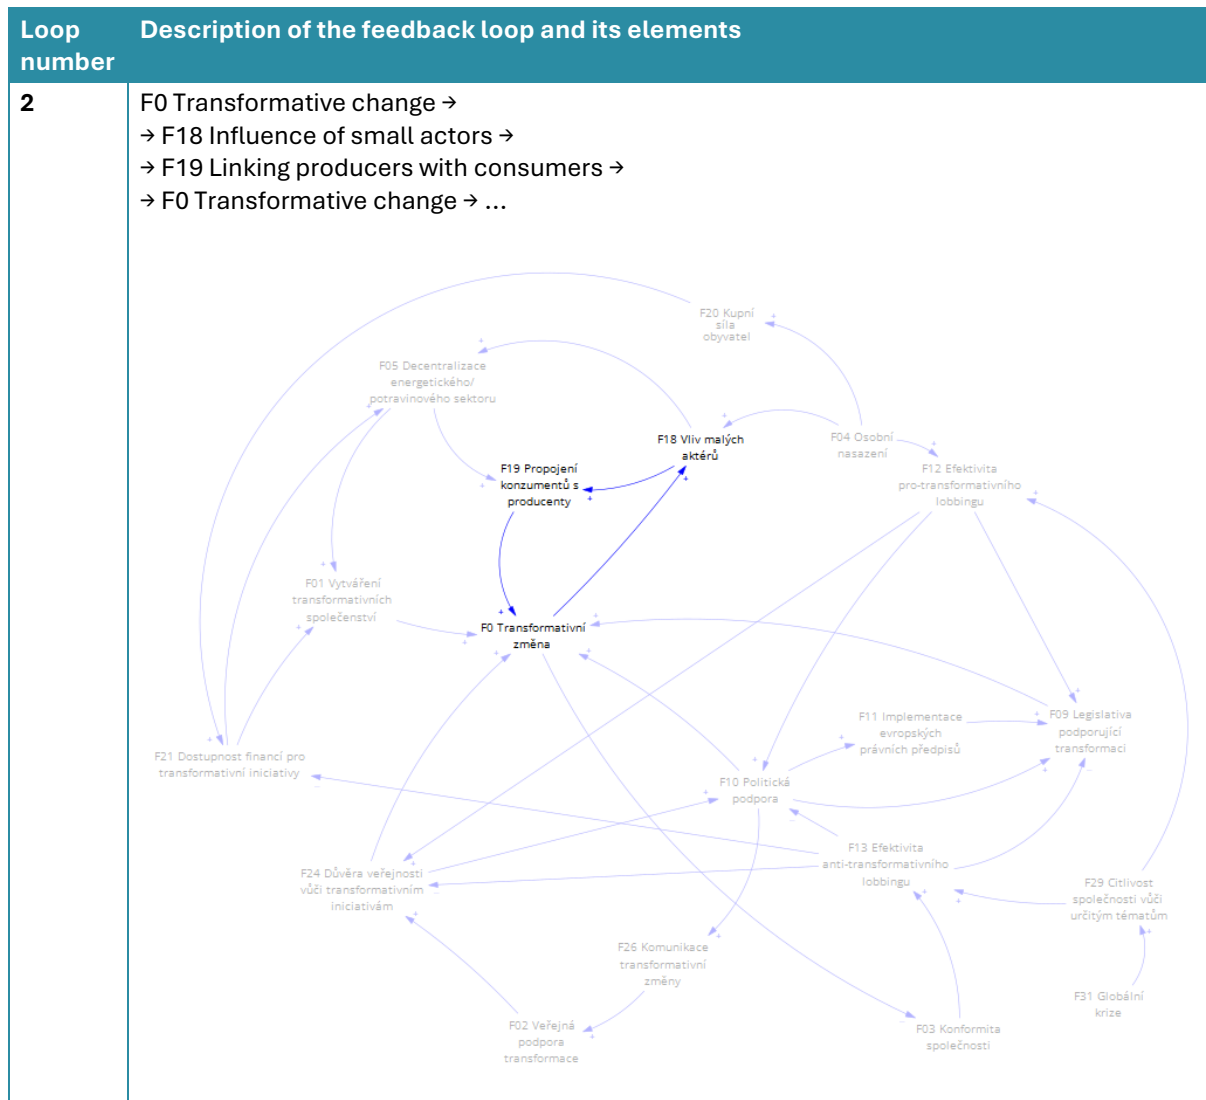 Loop
number
Description of the feedback loop and its elements
2
F0 Transformative change →
→ F18 Influence of small actors →
→ F19 Linking producers with consumers →
→ F0 Transformative change → ...
F20 Kupní
síla
obyvatel
F05 Decentralizace
energetického/
potravinového sektoru
F18 Vliv malých
aktérů
F04 Osobní
nasazení
F19 Propojení
konzumentů s
producenty
F12 Efektivita
pro-transformativního
lobbingu
F01 Vytváření
transformativních
společenství
F0 Transformativní
změna
F11 Implementace
evropských
právních předpisů
F09 Legislativa
podporující
transformaci
F21 Dostupnost financí pro
transformativní iniciativy
F10 Politická
podpora
F13 Efektivita
anti-transformativního
lobbingu
F24 Důvěra veřejnosti
vůči transformativním
iniciativám
F29 Citlivost
společnosti vůči
určitým tématům
F26 Komunikace
transformativní
změny
F31 Globální
krize
F02 Veřejná
podpora
transformace
F03 Konformita
společnosti